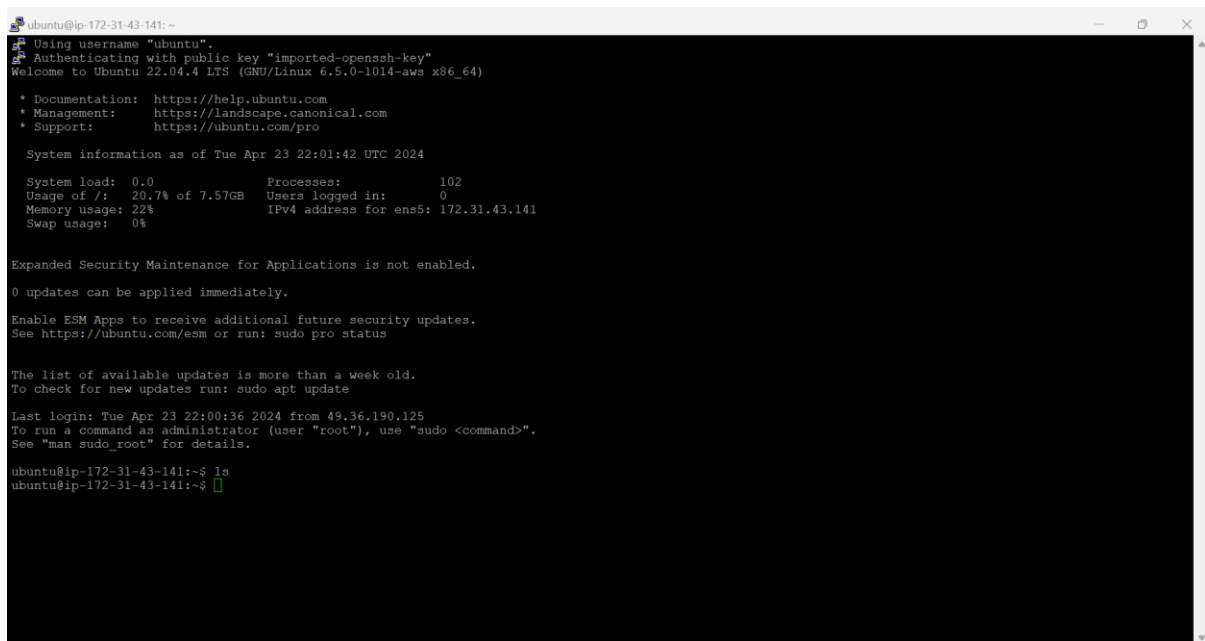 ubuntu@ip-172-31-43-141: ~
Using username "ubuntu".
Authenticating with public key "imported-openssh-key"
Welcome to Ubuntu 22.04.4 LTS (GNU/Linux 6.5.0-1014-aws x86_64)
* Documentation: https://help.ubuntu.com
* Management: https://landscape.canonical.com
* Support: https://ubuntu.com/pro
System information as of Tue Apr 23 22:01:42 UTC 2024
System load: 0.0 Processes: 102
Usage of /: 20.7% of 7.57GB Users logged in: 0
Memory usage: 22% IPv4 address for ens5: 172.31.43.141
Swap usage: 0%
Expanded Security Maintenance for Applications is not enabled.
0 updates can be applied immediately.
Enable ESM Apps to receive additional future security updates.
See https://ubuntu.com/esm or run: sudo pro status
The list of available updates is more than a week old.
To check for new updates run: sudo apt update
Last login: Tue Apr 23 22:00:36 2024 from 49.36.190.125
To run a command as administrator (user "root"), use "sudo <command>".
See "man sudo_root" for details.
ubuntu@ip-172-31-43-141:~$ ls
ubuntu@ip-172-31-43-141:~$